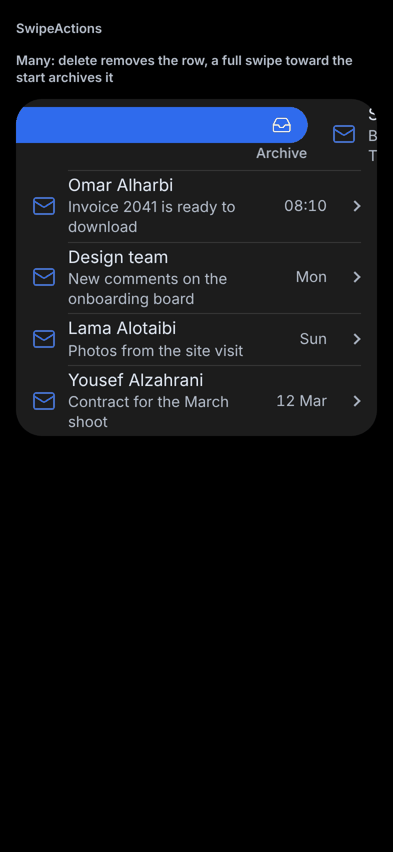 SwipeActions
Many: delete removes the row, a full swipe toward the
start archives it
Archive
Omar Alharbi
Invoice 2041 is ready to
download
08:10
Design team
New comments on the
onboarding board
Mon
Lama Alotaibi
Photos from the site visit
Sun
Yousef Alzahrani
Contract for the March
shoot
12 Mar